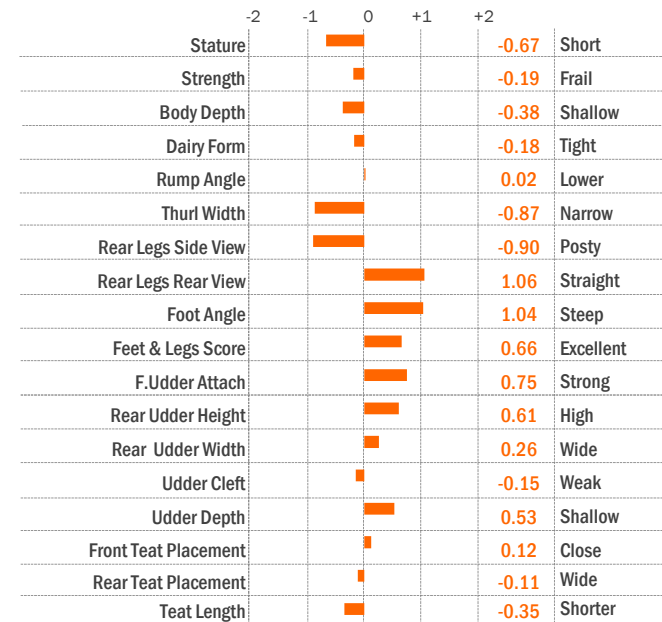 -2 -1 0 +1 +2
Stature -0.67 Short
Strength -0.19 Frail
Body Depth -0.38 Shallow
Dairy Form -0.18 Tight
Rump Angle 0.02 Lower
Thurl Width -0.87 Narrow
Rear Legs Side View -0.90 Posty
Rear Legs Rear View 1.06 Straight
Foot Angle 1.04 Steep
Feet & Legs Score 0.66 Excellent
F.Udder Attach 0.75 Strong
Rear Udder Height 0.61 High
Rear Udder Width 0.26 Wide
Udder Cleft -0.15 Weak
Udder Depth 0.53 Shallow
Front Teat Placement 0.12 Close
Rear Teat Placement -0.11 Wide
Teat Length -0.35 Shorter